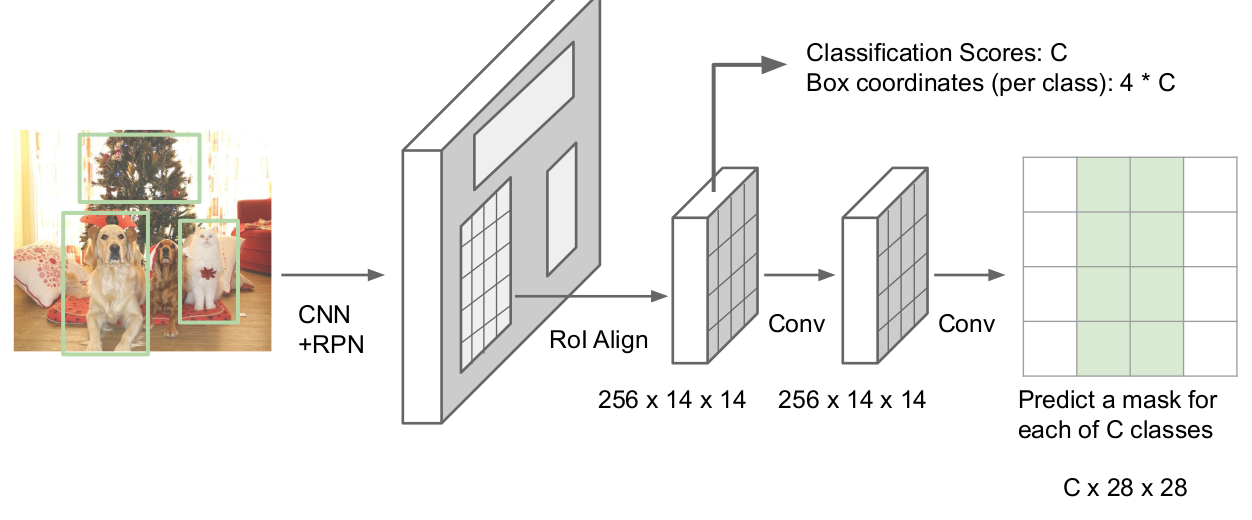 Classification Scores: C
Box coordinates (per class): 4 * C
CNN
+RPN
RoI Align
Conv
Conv
256 x 14 x 14
256 x 14 x 14
Predict a mask for
each of C classes
C x 28 x 28